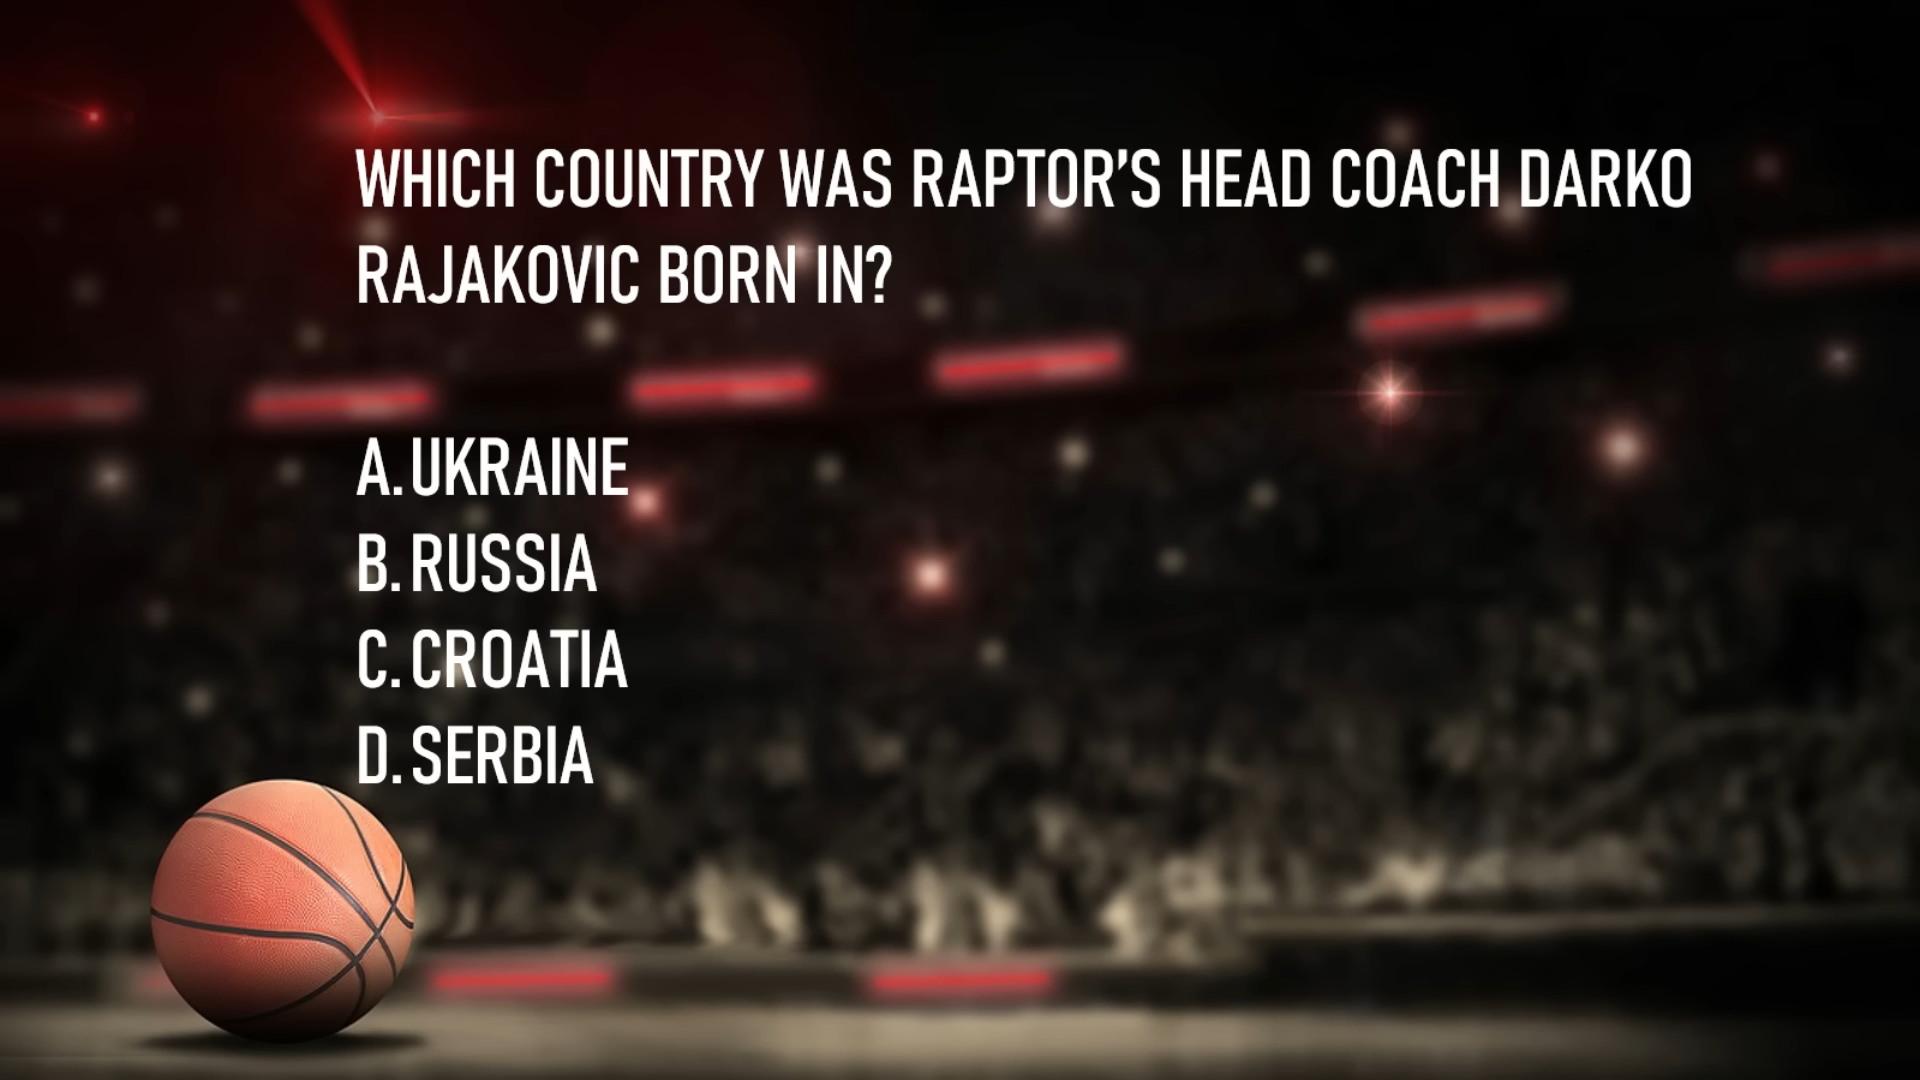 WHICH COUNTRY WAS RAPTOR’S HEAD COACH DARKO
RAJAKOVIC BORN IN?
A. UKRAINE
B. RUSSIA
C. CROATIA
D. SERBIA